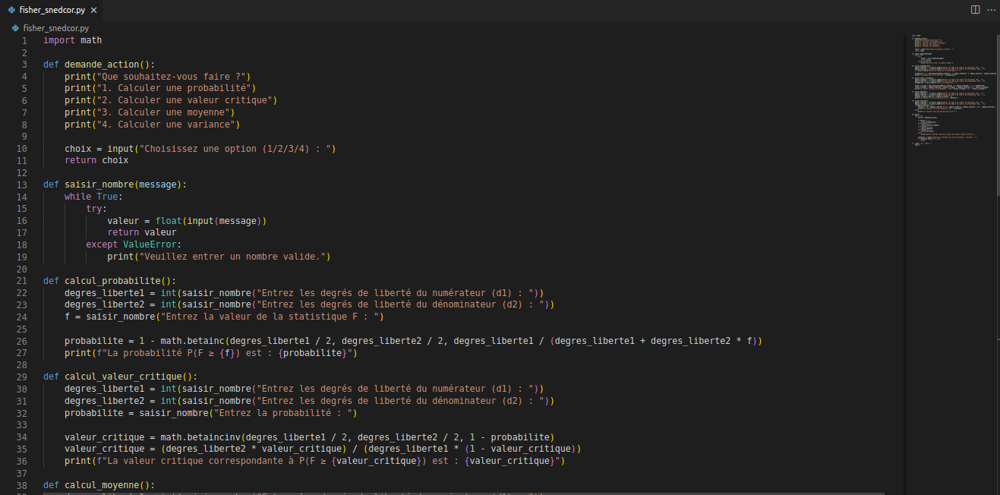 fisher_snedcor.py
fisher_snedcor.py
1 import math
2
3 def demande_action():
4     print("Que souhaitez-vous faire ?")
5     print("1. Calculer une probabilité")
6     print("2. Calculer une valeur critique")
7     print("3. Calculer une moyenne")
8     print("4. Calculer une variance")
9
10     choix = input("Choisissez une option (1/2/3/4) : ")
11     return choix
12
13 def saisir_nombre(message):
14     while True:
15         try:
16             valeur = float(input(message))
17             return valeur
18         except ValueError:
19             print("Veuillez entrer un nombre valide.")
20
21 def calcul_probabilite():
22     degres_liberte1 = int(saisir_nombre("Entrez les degrés de liberté du numérateur (d1) : "))
23     degres_liberte2 = int(saisir_nombre("Entrez les degrés de liberté du dénominateur (d2) : "))
24     f = saisir_nombre("Entrez la valeur de la statistique F : ")
25
26     probabilite = 1 - math.betainc(degres_liberte1 / 2, degres_liberte2 / 2, degres_liberte1 / (degres_liberte1 + degres_liberte2 * f))
27     print(f"La probabilité P(F ≥ {f}) est : {probabilite}")
28
29 def calcul_valeur_critique():
30     degres_liberte1 = int(saisir_nombre("Entrez les degrés de liberté du numérateur (d1) : "))
31     degres_liberte2 = int(saisir_nombre("Entrez les degrés de liberté du dénominateur (d2) : "))
32     probabilite = saisir_nombre("Entrez la probabilité : ")
33
34     valeur_critique = math.betaincinv(degres_liberte1 / 2, degres_liberte2 / 2, 1 - probabilite)
35     valeur_critique = (degres_liberte2 * valeur_critique) / (degres_liberte1 * (1 - valeur_critique))
36     print(f"La valeur critique correspondante à P(F ≥ {valeur_critique}) est : {valeur_critique}")
37
38 def calcul_moyenne():